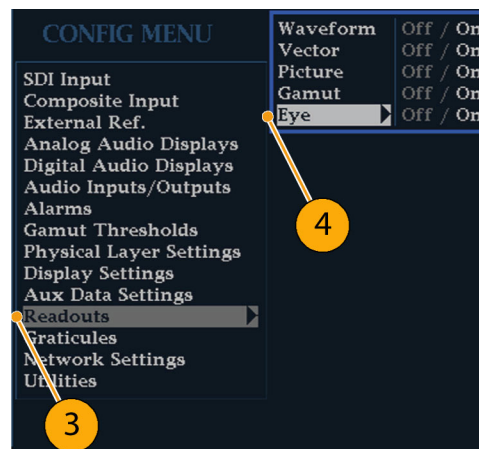 CONFIG MENU
SDI Input
Composite Input
External Ref.
Analog Audio Displays
Digital Audio Displays
Audio Inputs/Outputs
Alarms
Gamut Thresholds
Physical Layer Settings
Display Settings
Aux Data Settings
Readouts
Graticules
Network Settings
Utilities
Waveform Off / On
Vector Off / On
Picture Off / On
Gamut Off / On
Eye Off / On
4
3